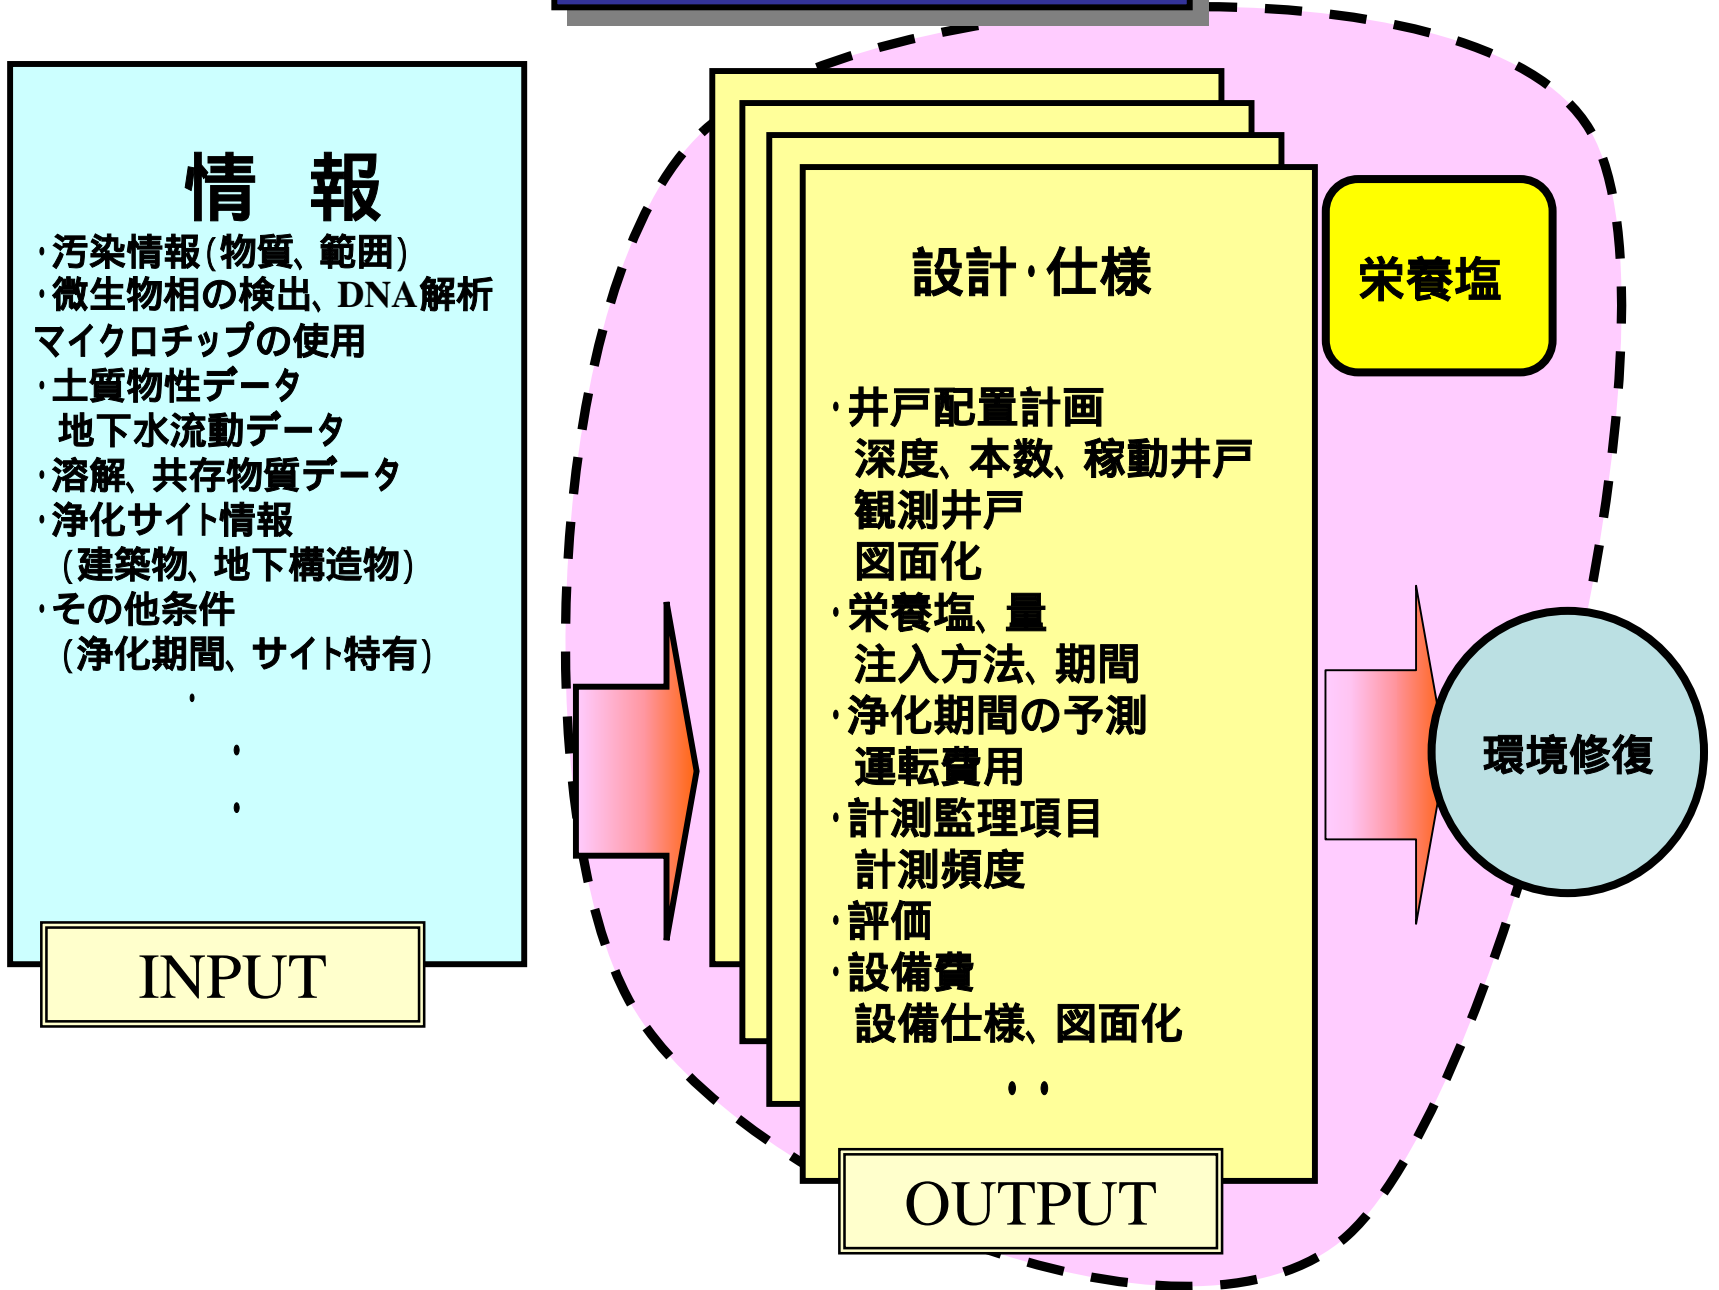 情 報
・汚染情報(物質、範囲)
・微生物相の検出、DNA解析
マイクロチップの使用
・土質物性データ
地下水流動データ
・溶解、共存物質データ
・浄化サイト情報
(建築物、地下構造物)
・その他条件
(浄化期間、サイト特有)
・
・
・
INPUT
設計・仕様
・井戸配置計画
深度、本数、稼動井戸
観測井戸
図面化
・栄養塩、量
注入方法、期間
・浄化期間の予測
運転費用
・計測監理項目
計測頻度
・評価
・設備費
設備仕様、図面化
・・
OUTPUT
栄養塩
環境修復